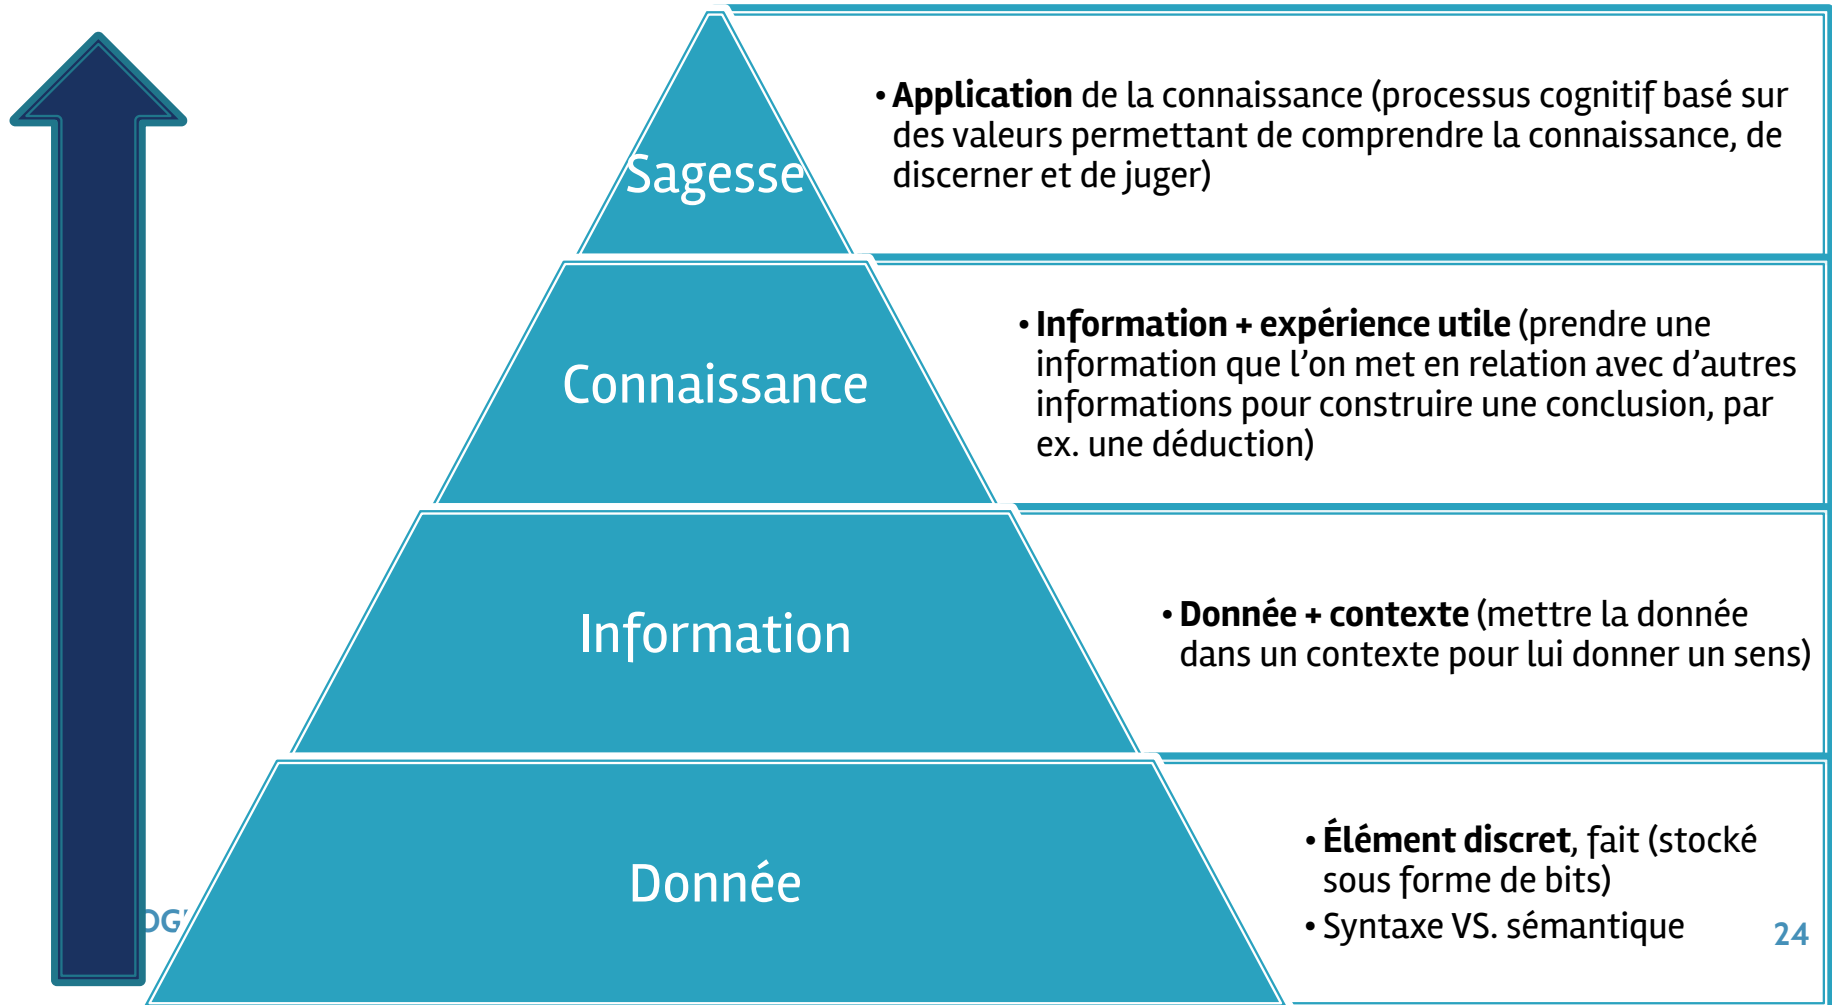 • Application de la connaissance (processus cognitif basé sur
des valeurs permettant de comprendre la connaissance, de
discerner et de juger)
Sagesse
• Information + expérience utile (prendre une
information que l’on met en relation avec d’autres
informations pour construire une conclusion, par
ex. une déduction)
Connaissance
• Donnée + contexte (mettre la donnée
dans un contexte pour lui donner un sens)
Information
• Élément discret, fait (stocké
sous forme de bits)
• Syntaxe VS. sémantique
Donnée
24